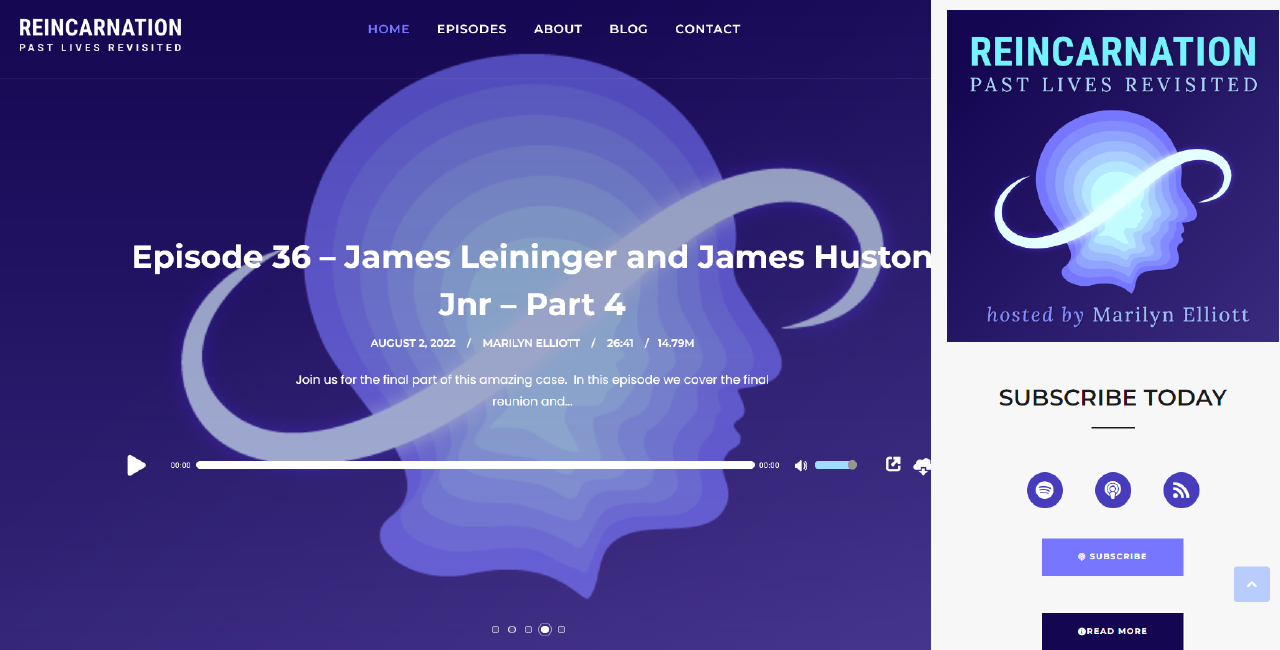 REINCARNATION
PAST LIVES REVISITED
HOME EPISODES ABOUT BLOG CONTACT
Episode 36 – James Leininger and James Huston
Jnr – Part 4
AUGUST 2, 2022 / MARILYN ELLIOTT / 26:41 / 14.79M
Join us for the final part of this amazing case. In this episode we cover the final
reunion and...
00:00 00:00
REINCARNATION
PAST LIVES REVISITED
hosted by Marilyn Elliott
SUBSCRIBE TODAY
SUBSCRIBE
READ MORE